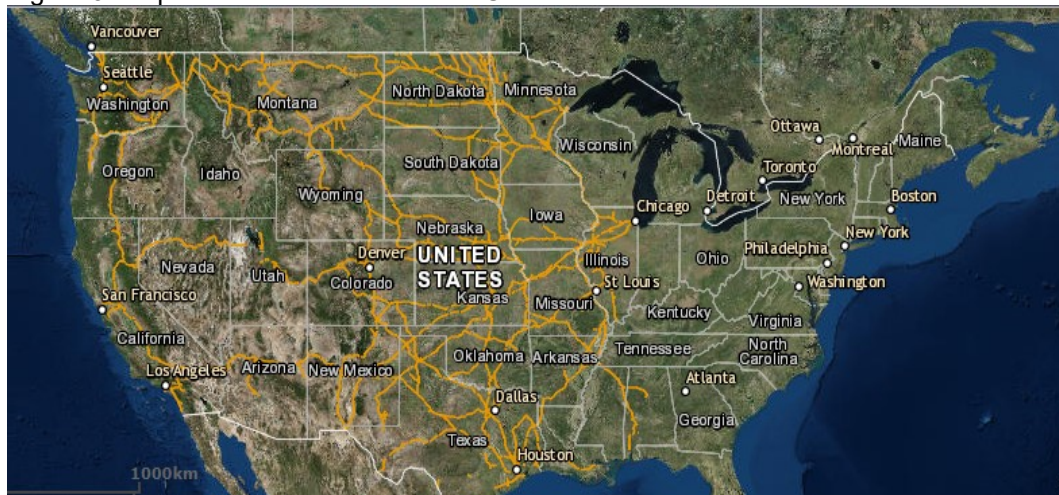 Vancouver
Seattle
Washington
Montana
North Dakota
Minnesota
Ottawa
Montreal
Maine
Oregon
Idaho
South Dakota
Wisconsin
Toronto
Wyoming
Iowa
Chicago
Detroit
New York
Boston
Nebraska
New York
Denver
UNITED
STATES
Illinois
Ohio
Philadelphia
Nevada
Utah
Colorado
Kansas
Missouri
St Louis
Washington
San Francisco
Kentucky
Virginia
California
Oklahoma
Arkansas
Tennessee
North
Carolina
Los Angeles
Arizona
New Mexico
Atlanta
Dallas
Georgia
Texas
Houston
1000km